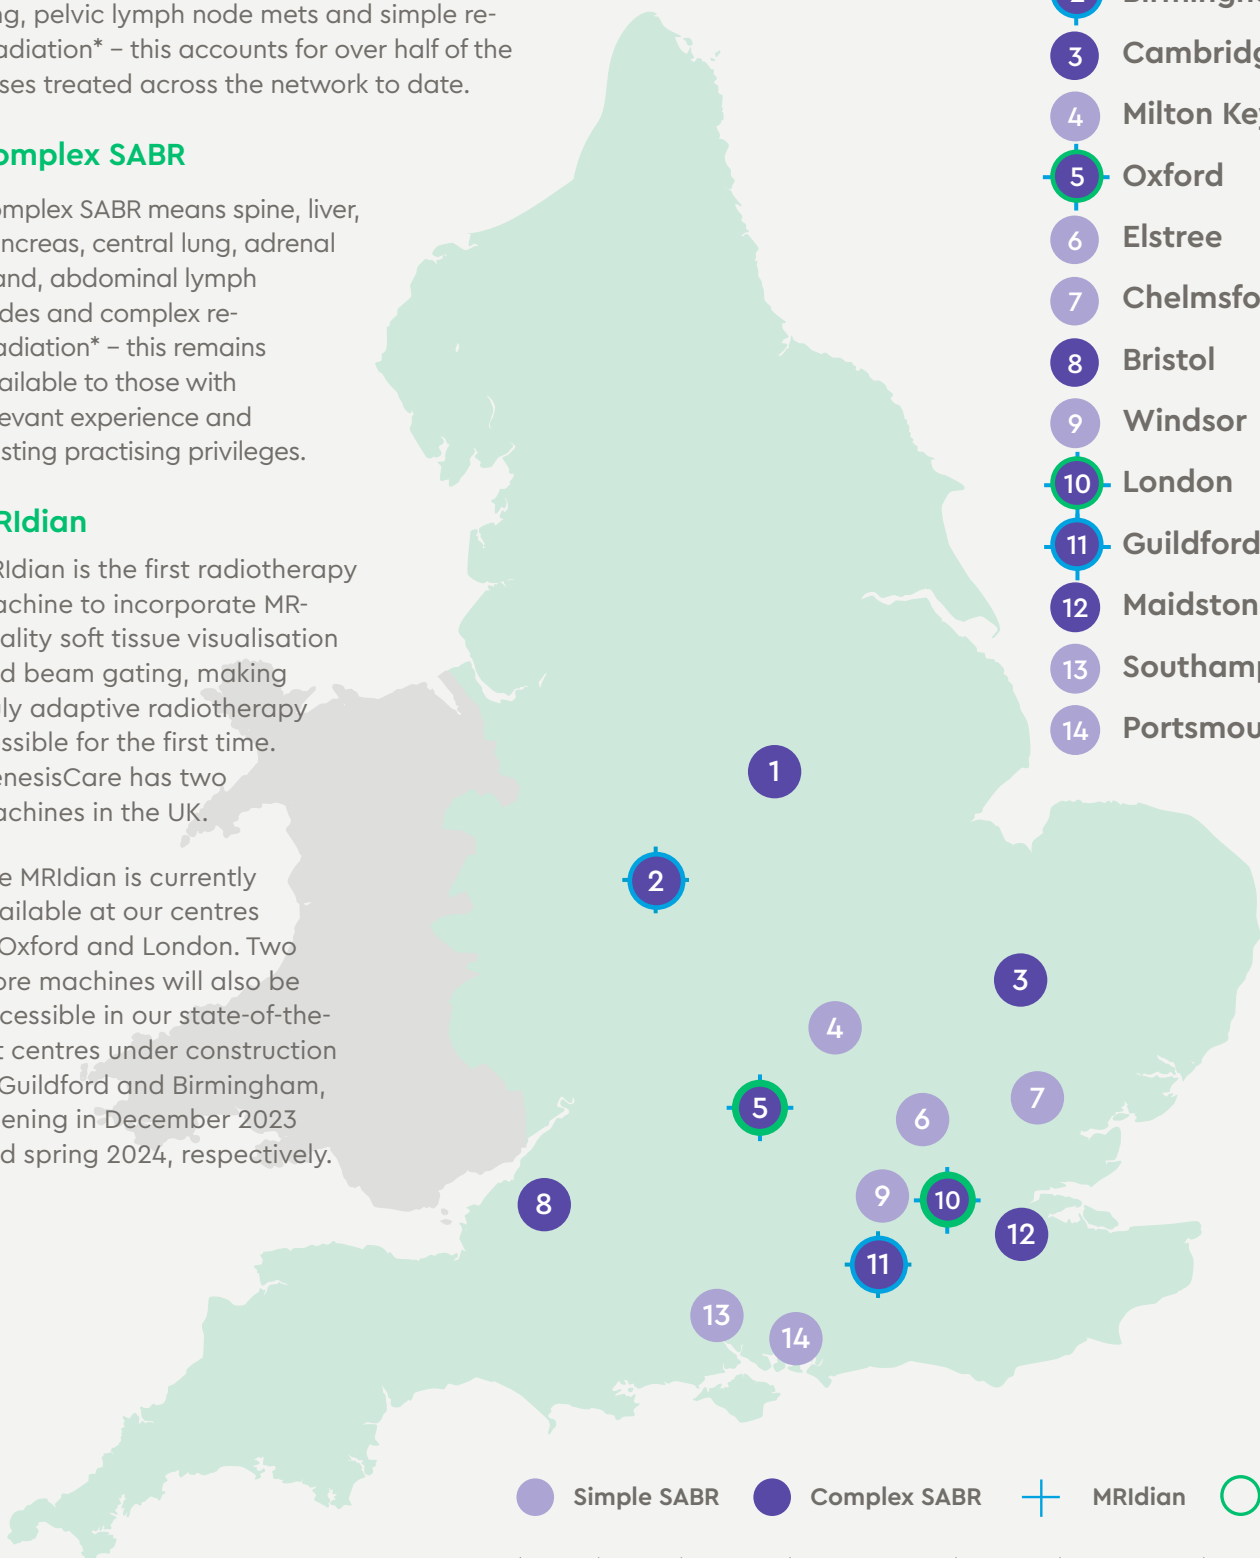 ng, pelvic lymph node mets and simple re-
adiation* – this accounts for over half of the
ses treated across the network to date.
omplex SABR
omplex SABR means spine, liver,
ncreas, central lung, adrenal
and, abdominal lymph
des and complex re-
adiation* – this remains
ailable to those with
evant experience and
sting practising privileges.
RIdian
RIdian is the first radiotherapy
achine to incorporate MR-
ality soft tissue visualisation
d beam gating, making
ly adaptive radiotherapy
ssible for the first time.
enesisCare has two
achines in the UK.
e MRIdian is currently
ailable at our centres
Oxford and London. Two
ore machines will also be
cessible in our state-of-the-
t centres under construction
Guildford and Birmingham,
ening in December 2023
d spring 2024, respectively.
2 Birmingh
3 Cambridg
4 Milton Ke
5 Oxford
6 Elstree
7 Chelmsfo
8 Bristol
9 Windsor
10 London
11 Guildford
12 Maidston
13 Southamp
14 Portsmou
1
2
3
4
5
6
7
8
9
10
11
12
13
14
Simple SABR
Complex SABR
MRIdian